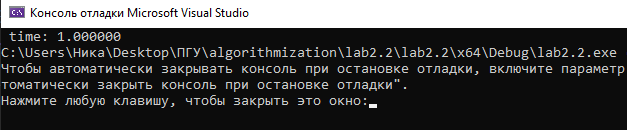 Консоль отладки Microsoft Visual Studio
time: 1.000000
C:\Users\Ника\Desktop\ПГУ\algorithmization\lab2.2\lab2.2\x64\Debug\lab2.2.exe
Чтобы автоматически закрывать консоль при остановке отладки, включите параметр
томатически закрыть консоль при остановке отладки".
Нажмите любую клавишу, чтобы закрыть это окно: